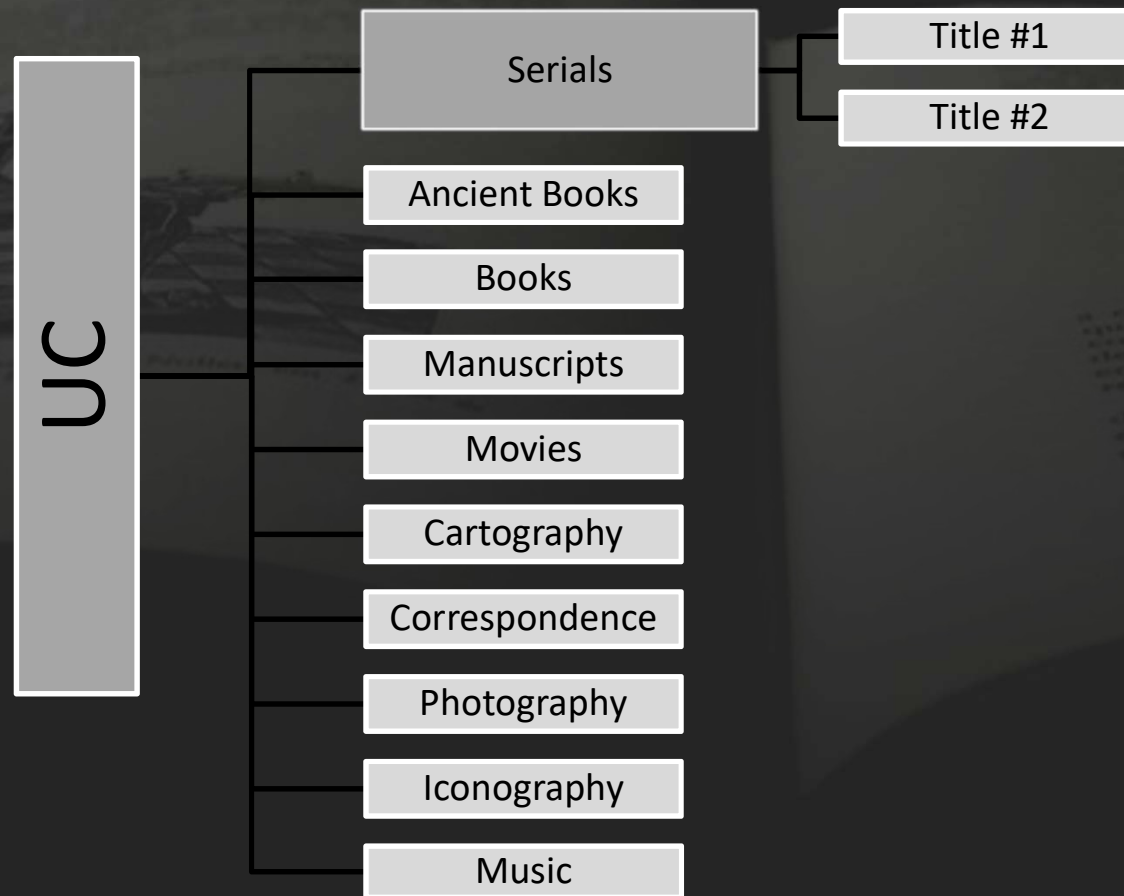 UC
Serials
Title #1
Title #2
Ancient Books
Books
Manuscripts
Movies
Cartography
Correspondence
Photography
Iconography
Music